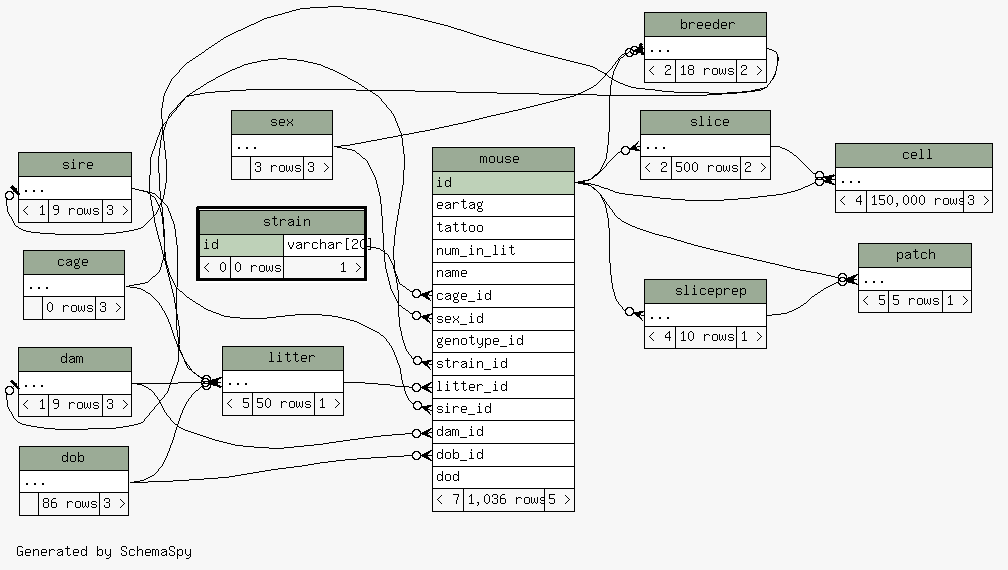 breeder
...
< 2 18 rows 2 >
sex
...
3 rows 3 >
slice
...
< 2 500 rows 2 >
cell
...
< 4 150,000 rows 3 >
sire
...
< 1 9 rows 3 >
strain
id varchar[20]
< 0 0 rows 1 >
mouse
id
eartag
tattoo
num_in_lit
name
cage_id
sex_id
genotype_id
strain_id
litter_id
sire_id
dam_id
dob_id
dod
< 7 1,036 rows 5 >
cage
...
0 rows 3 >
patch
...
< 5 5 rows 1 >
sliceprep
...
< 4 10 rows 1 >
dam
...
< 1 9 rows 3 >
litter
...
< 5 50 rows 1 >
dob
...
86 rows 3 >
Generated by SchemaSpy